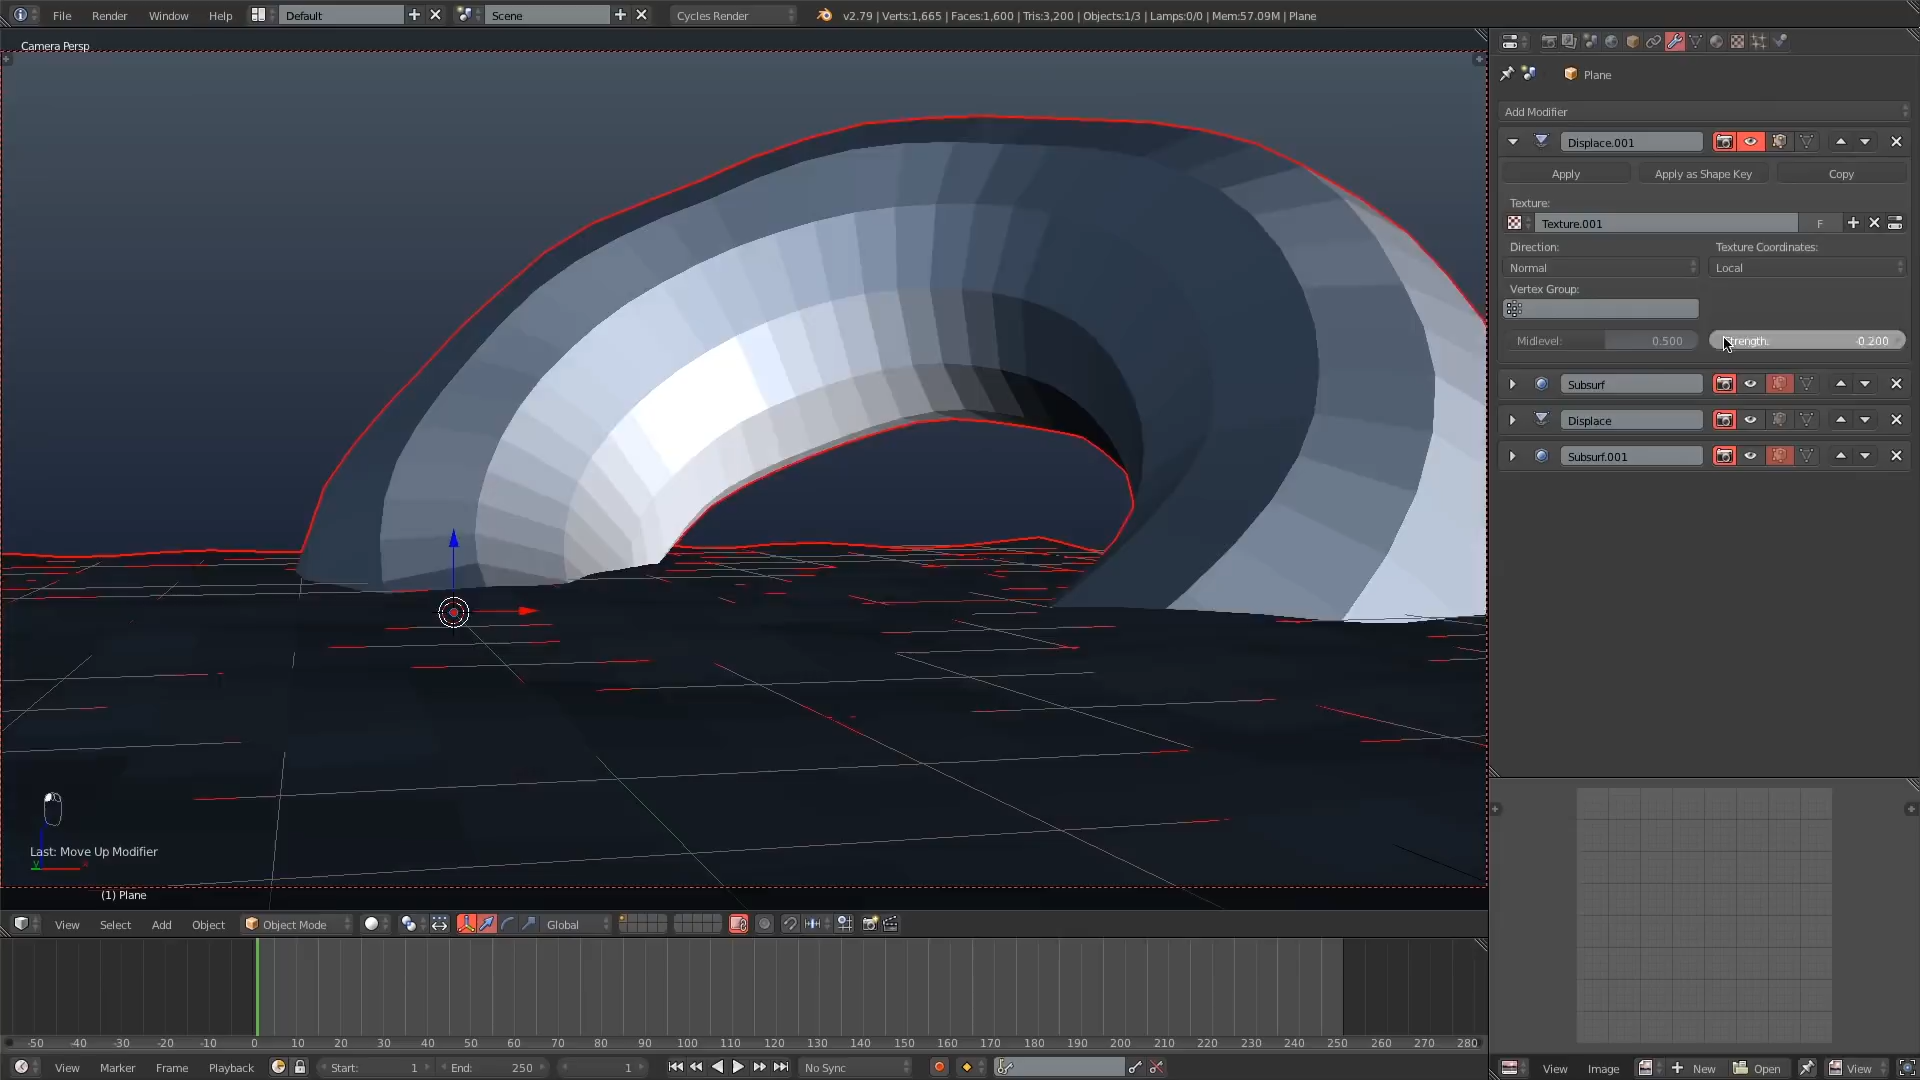 File Render Window Help Default Scene Cycles Render v2.79 | Verts:1,665 | Faces:1,600 | Tris:3,200 | Objects:1/3 | Lamps:0/0 | Mem:57.09M | Plane
Camera Persp
Plane
Add Modifier
Displace.001
Apply Apply as Shape Key Copy
Texture:
Texture.001 F
Direction: Texture Coordinates:
Normal Local
Vertex Group:
Midlevel: 0.500 -0.200
Subsurf
Displace
Subsurf.001
Last: Move Up Modifier
y x
(1) Plane
View Select Add Object Object Mode Global
-50 -40 -30 -20 -10 0 10 20 30 40 50 60 70 80 90 100 110 120 130 140 150 160 170 180 190 200 210 220 230 240 250 260 270 280
View Marker Frame Playback Start: 1 End: 250 1 No Sync
View Image New Open View